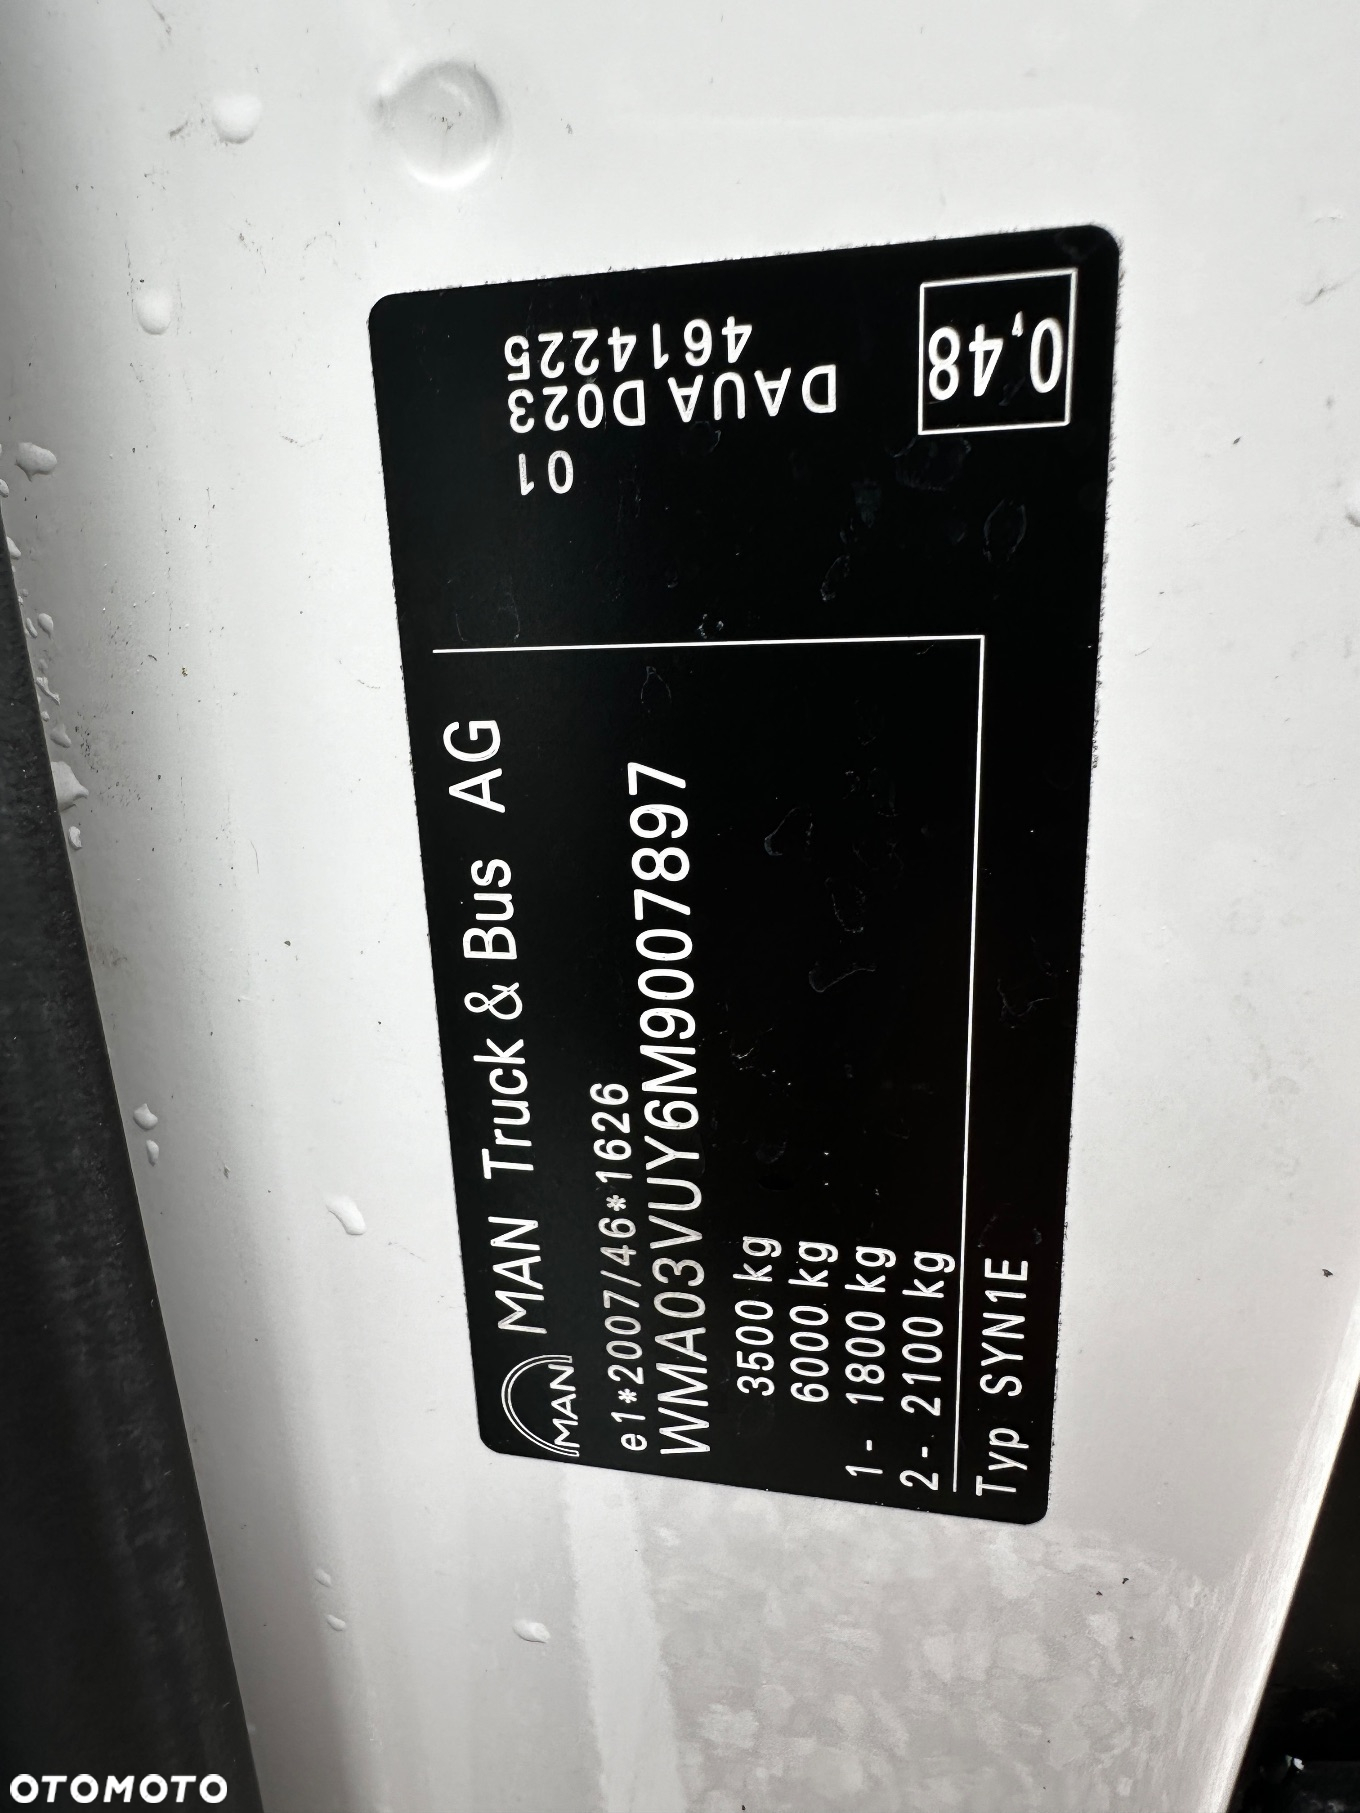 MAN
MAN Truck & Bus AG
e1*2007/46*1626
WMA03VUY6M9007897
3500 kg
6000 kg
1- 1800 kg
2- 2100 kg
Typ SYN1E
01
DAUA D023
4614225
0,48
OTOMOTO